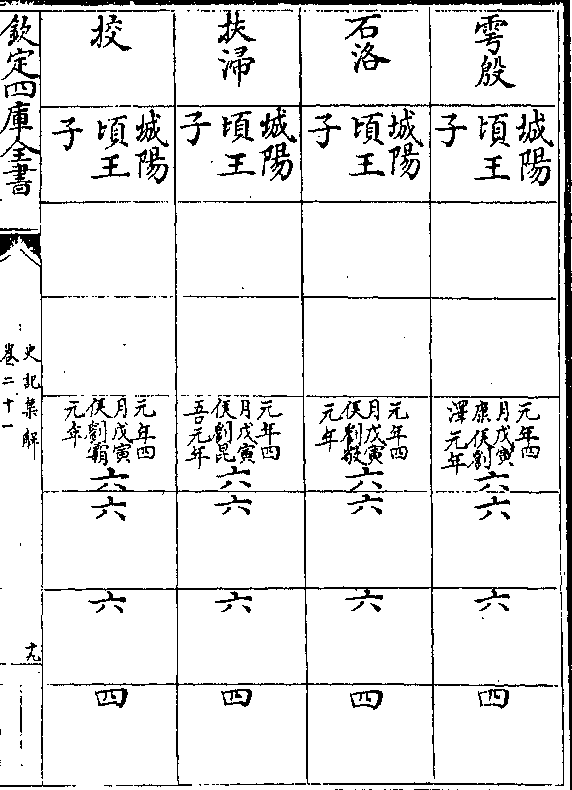 雩殷
城陽
頃王
子
元年四
月戊寅
康侯劉
澤元年
六
六
六
四
石洛
城陽
頃王
子
元年四
月戊寅
侯劉敬
元年
六
六
六
四
扶
城陽
頃王
子
元年四
月戊寅
侯劉昆
吾元年
六
六
六
四
挍
城陽
頃王
子
元年四
月戊寅
侯劉霸
元年
六
六
六
四
欽定四庫全書
史記集解
卷二十一
十九